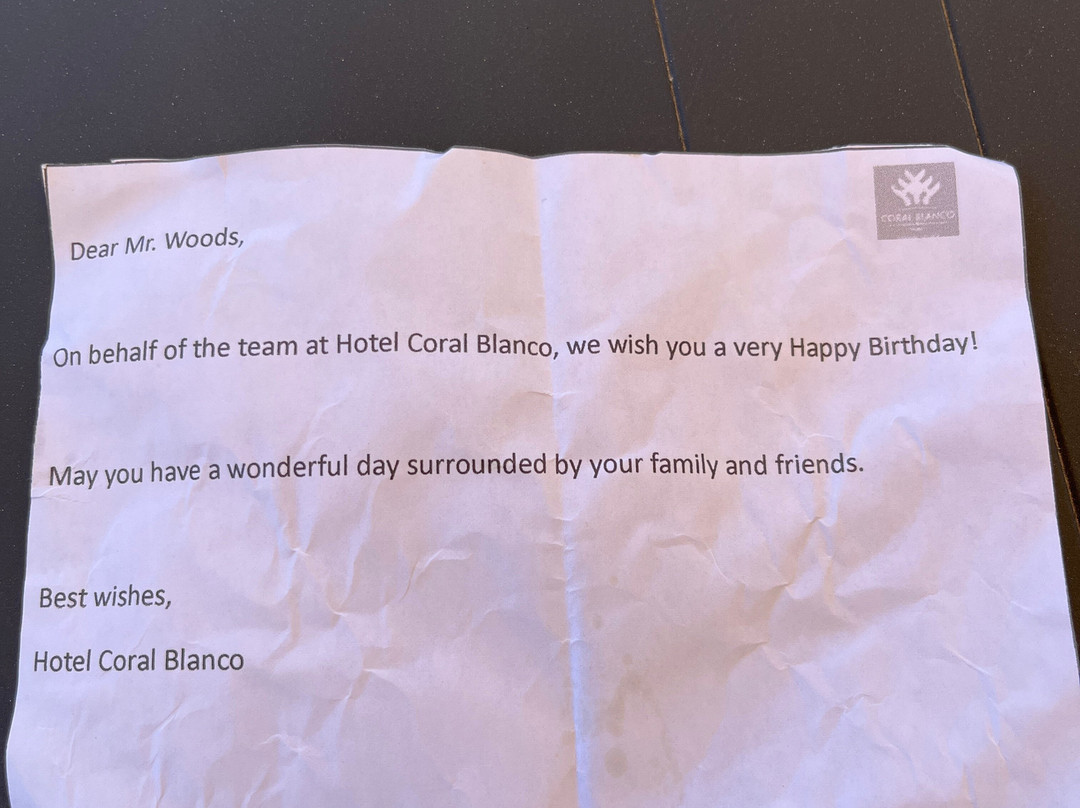 CORAL BLANCO
Dear Mr. Woods,
On behalf of the team at Hotel Coral Blanco, we wish you a very Happy Birthday!
May you have a wonderful day surrounded by your family and friends.
Best wishes,
Hotel Coral Blanco